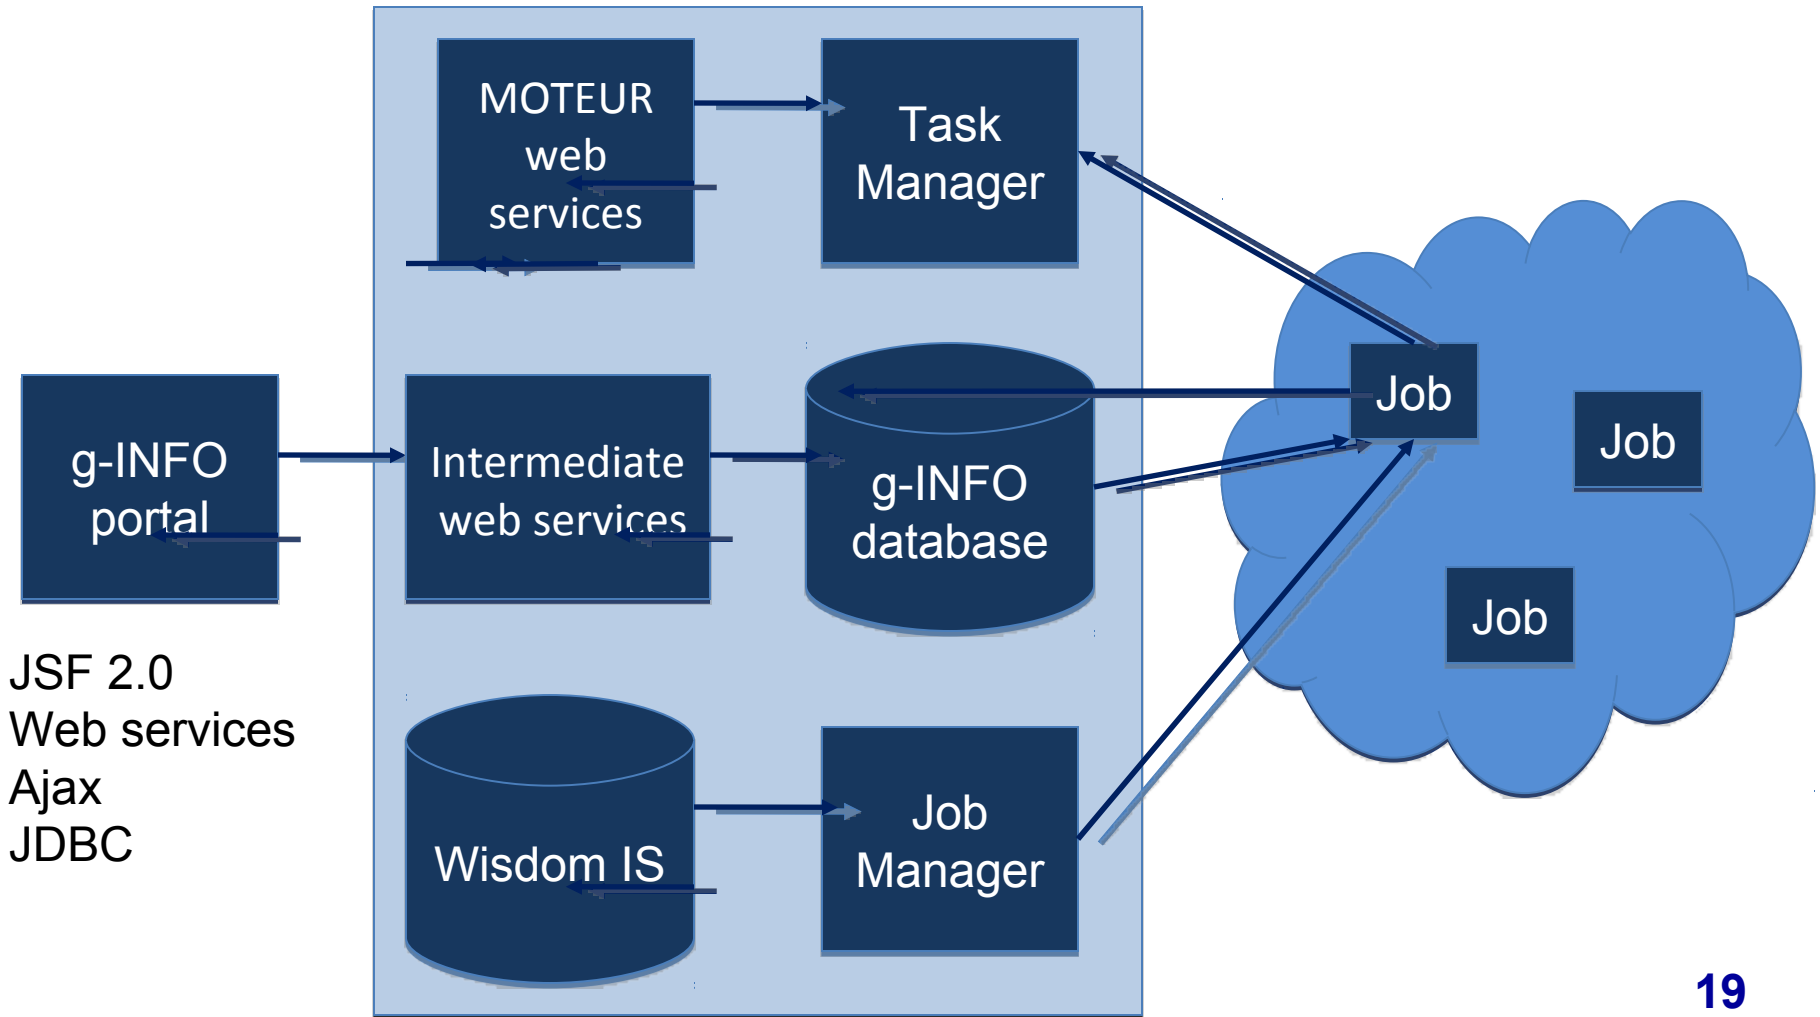 MOTEUR
web
services
Task
Manager
g-INFO
portal
Intermediate
web services
g-INFO
database
Job
Job
Job
JSF 2.0
Web services
Ajax
JDBC
Wisdom IS
Job
Manager
19